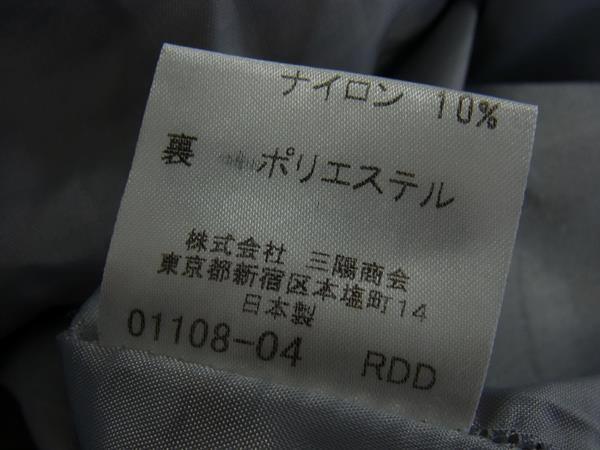 ナイロン 10%
裏 ポリエステル
株式会社 三陽商会
東京都新宿区本塩町14
日本製
01108-04 RDD